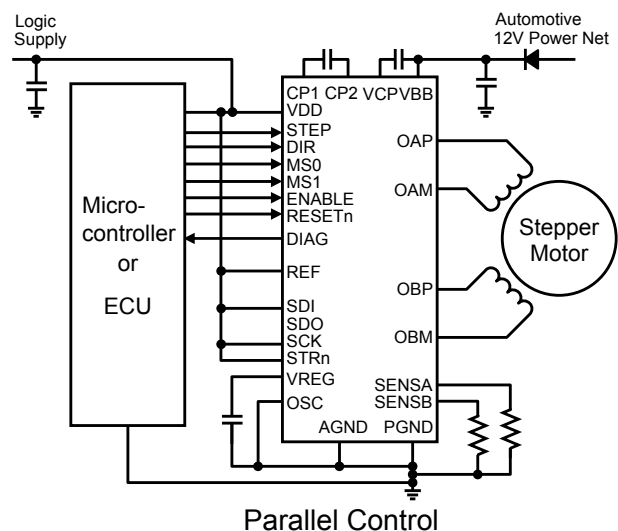 Logic
Supply
Automotive
12V Power Net
CP1 CP2 VCP VBB
VDD
STEP
DIR
MS0
MS1
ENABLE
RESETn
DIAG
REF
SDI
SDO
SCK
STRn
VREG
OSC
AGND PGND
OAP
OAM
OBP
OBM
SENSA
SENSB
Micro-
controller
or
ECU
Stepper
Motor
Parallel Control